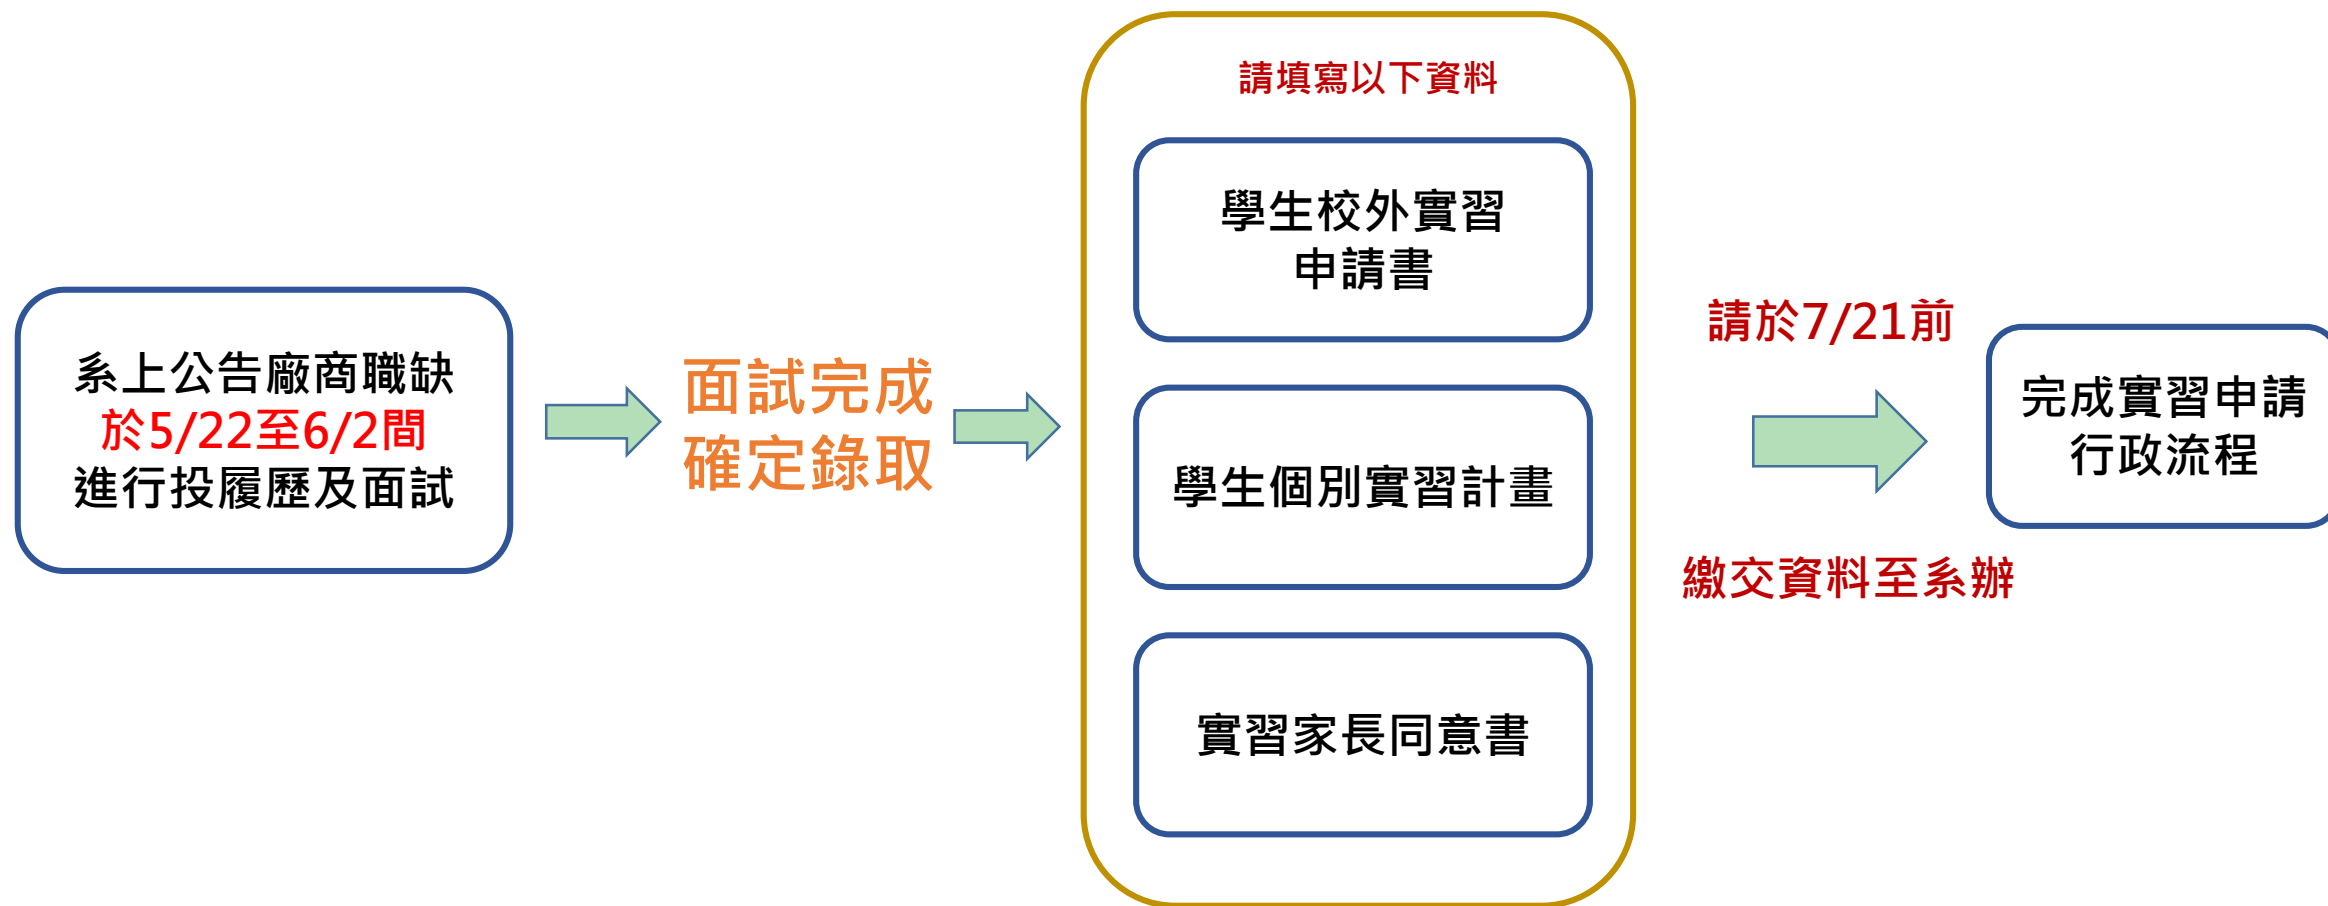 系上公告廠商職缺
於5/22至6/2間
進行投履歷及面試
面試完成
確定錄取
請填寫以下資料
學生校外實習
申請書
學生個別實習計畫
實習家長同意書
請於7/21前
繳交資料至系辦
完成實習申請
行政流程